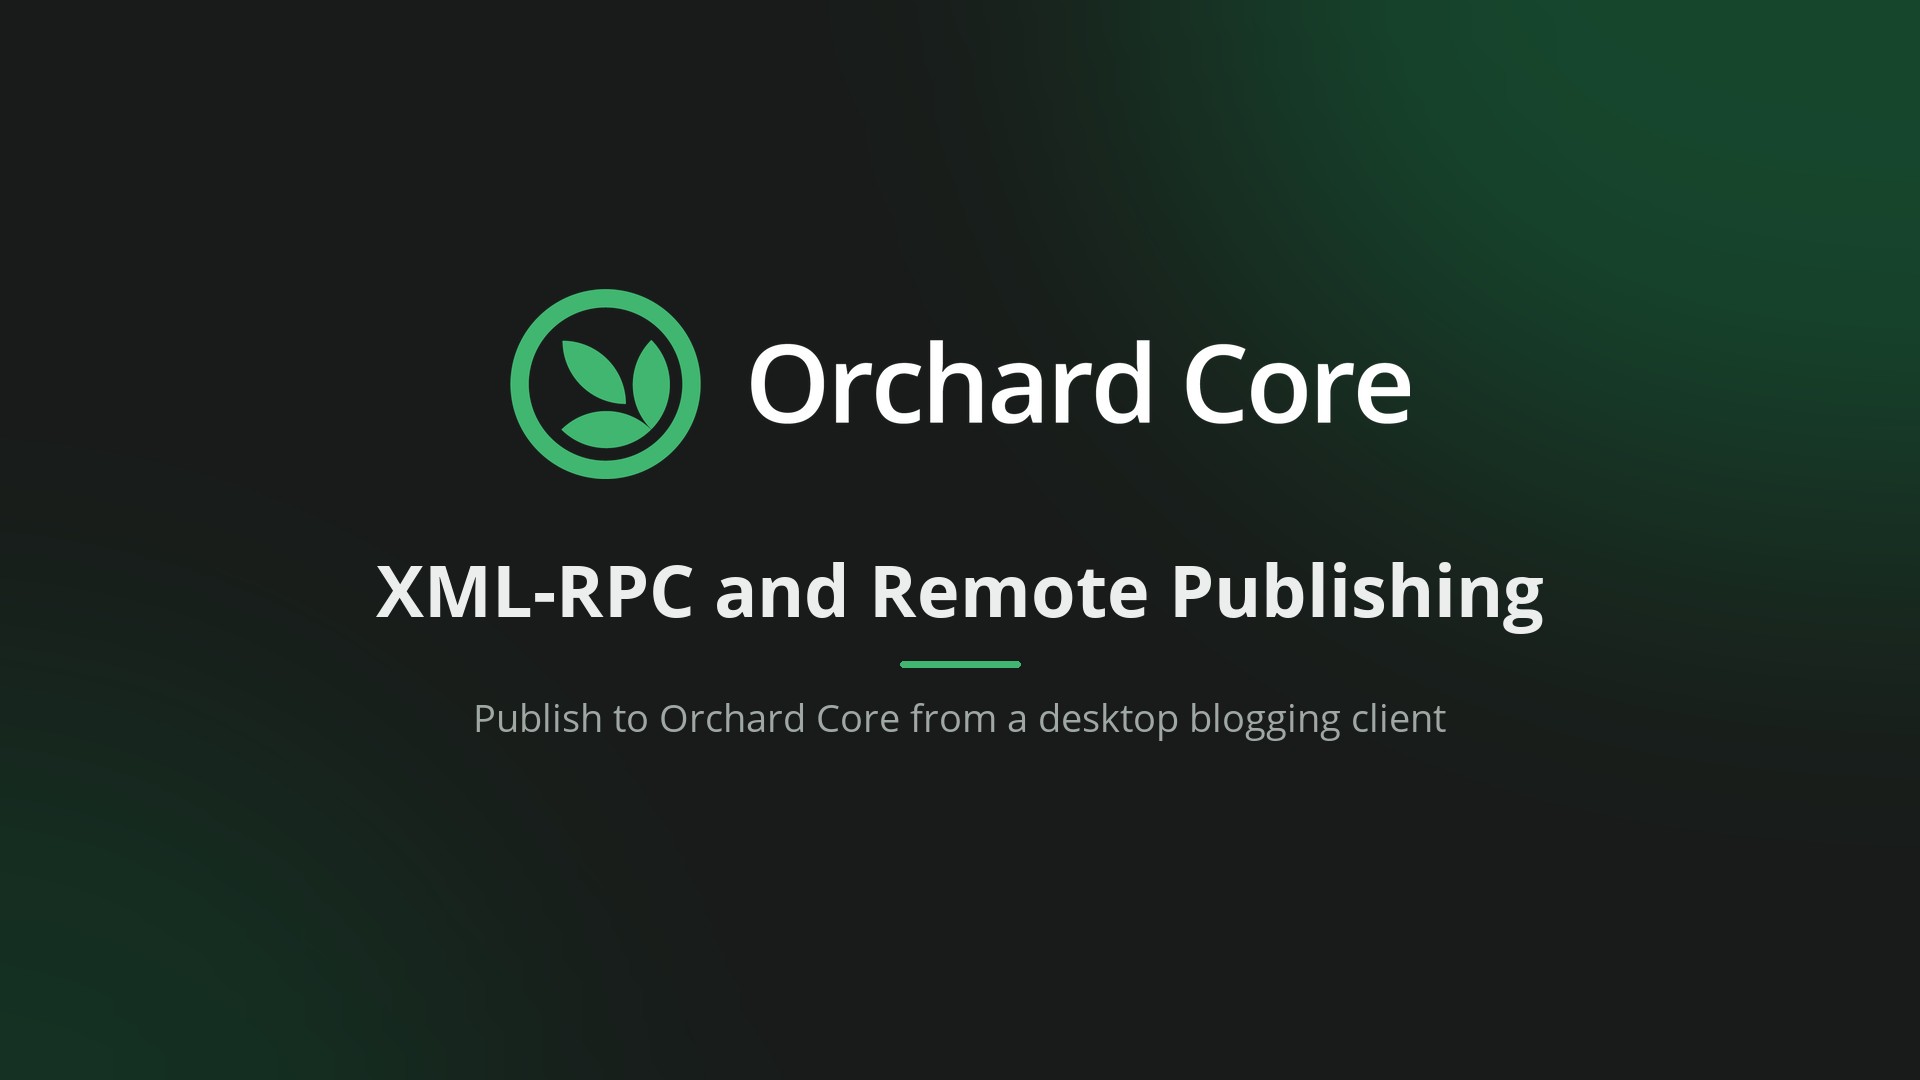 Orchard Core
XML-RPC and Remote Publishing
Publish to Orchard Core from a desktop blogging client